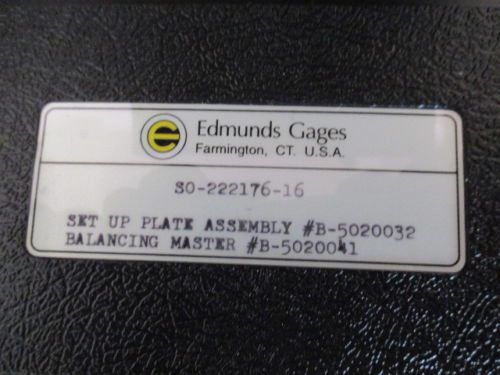 e Edmunds Gages
Farmington, CT. U.S.A.
SO-222176-16
SET UP PLATE ASSEMBLY #B-5020032
BALANCING MASTER #B-5020041